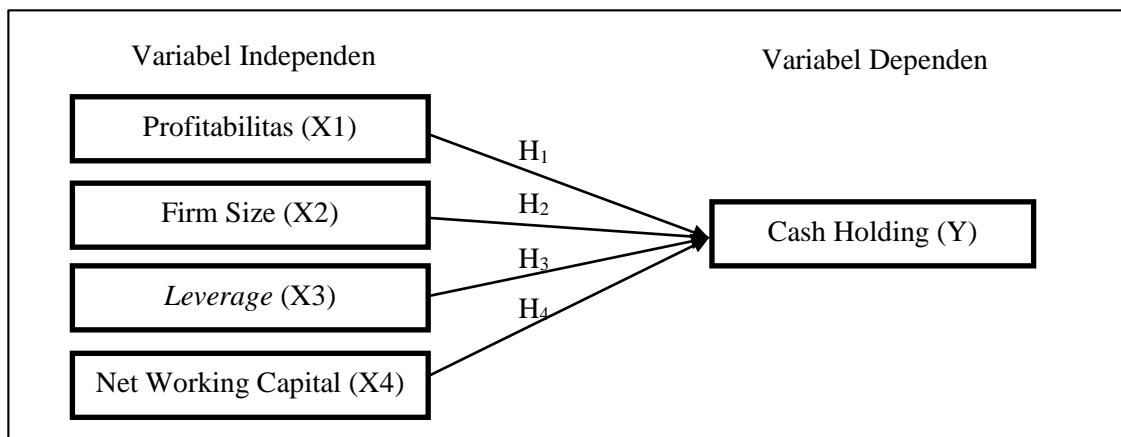 Variabel Independen
Variabel Dependen
Profitabilitas (X1)
H₁
Firm Size (X2)
H₂
Cash Holding (Y)
Leverage (X3)
H₃
H₄
Net Working Capital (X4)